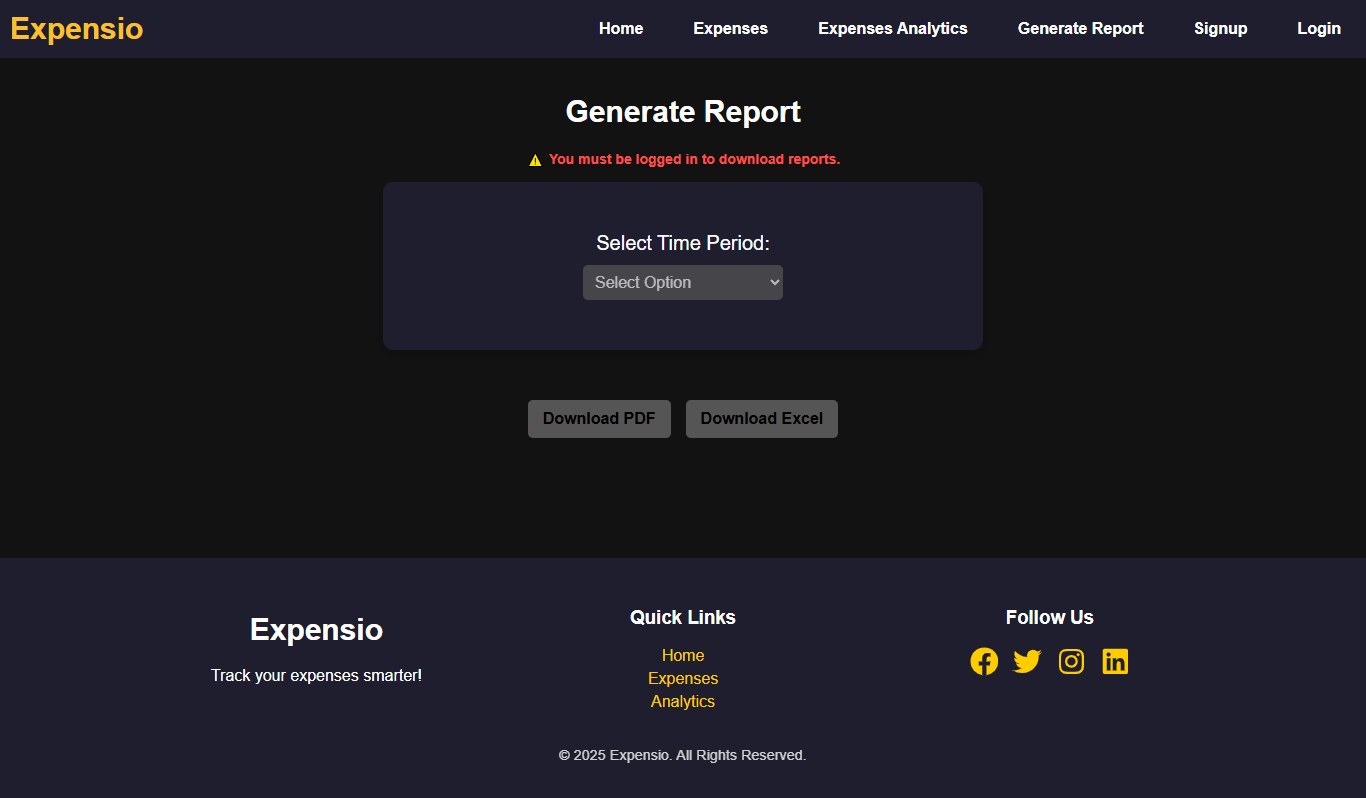 Expensio
Home Expenses Expenses Analytics Generate Report Signup Login
Generate Report
⚠ You must be logged in to download reports.
Select Time Period:
Select Option
Download PDF Download Excel
Expensio
Track your expenses smarter!
Quick Links
Home
Expenses
Analytics
Follow Us
© 2025 Expensio. All Rights Reserved.